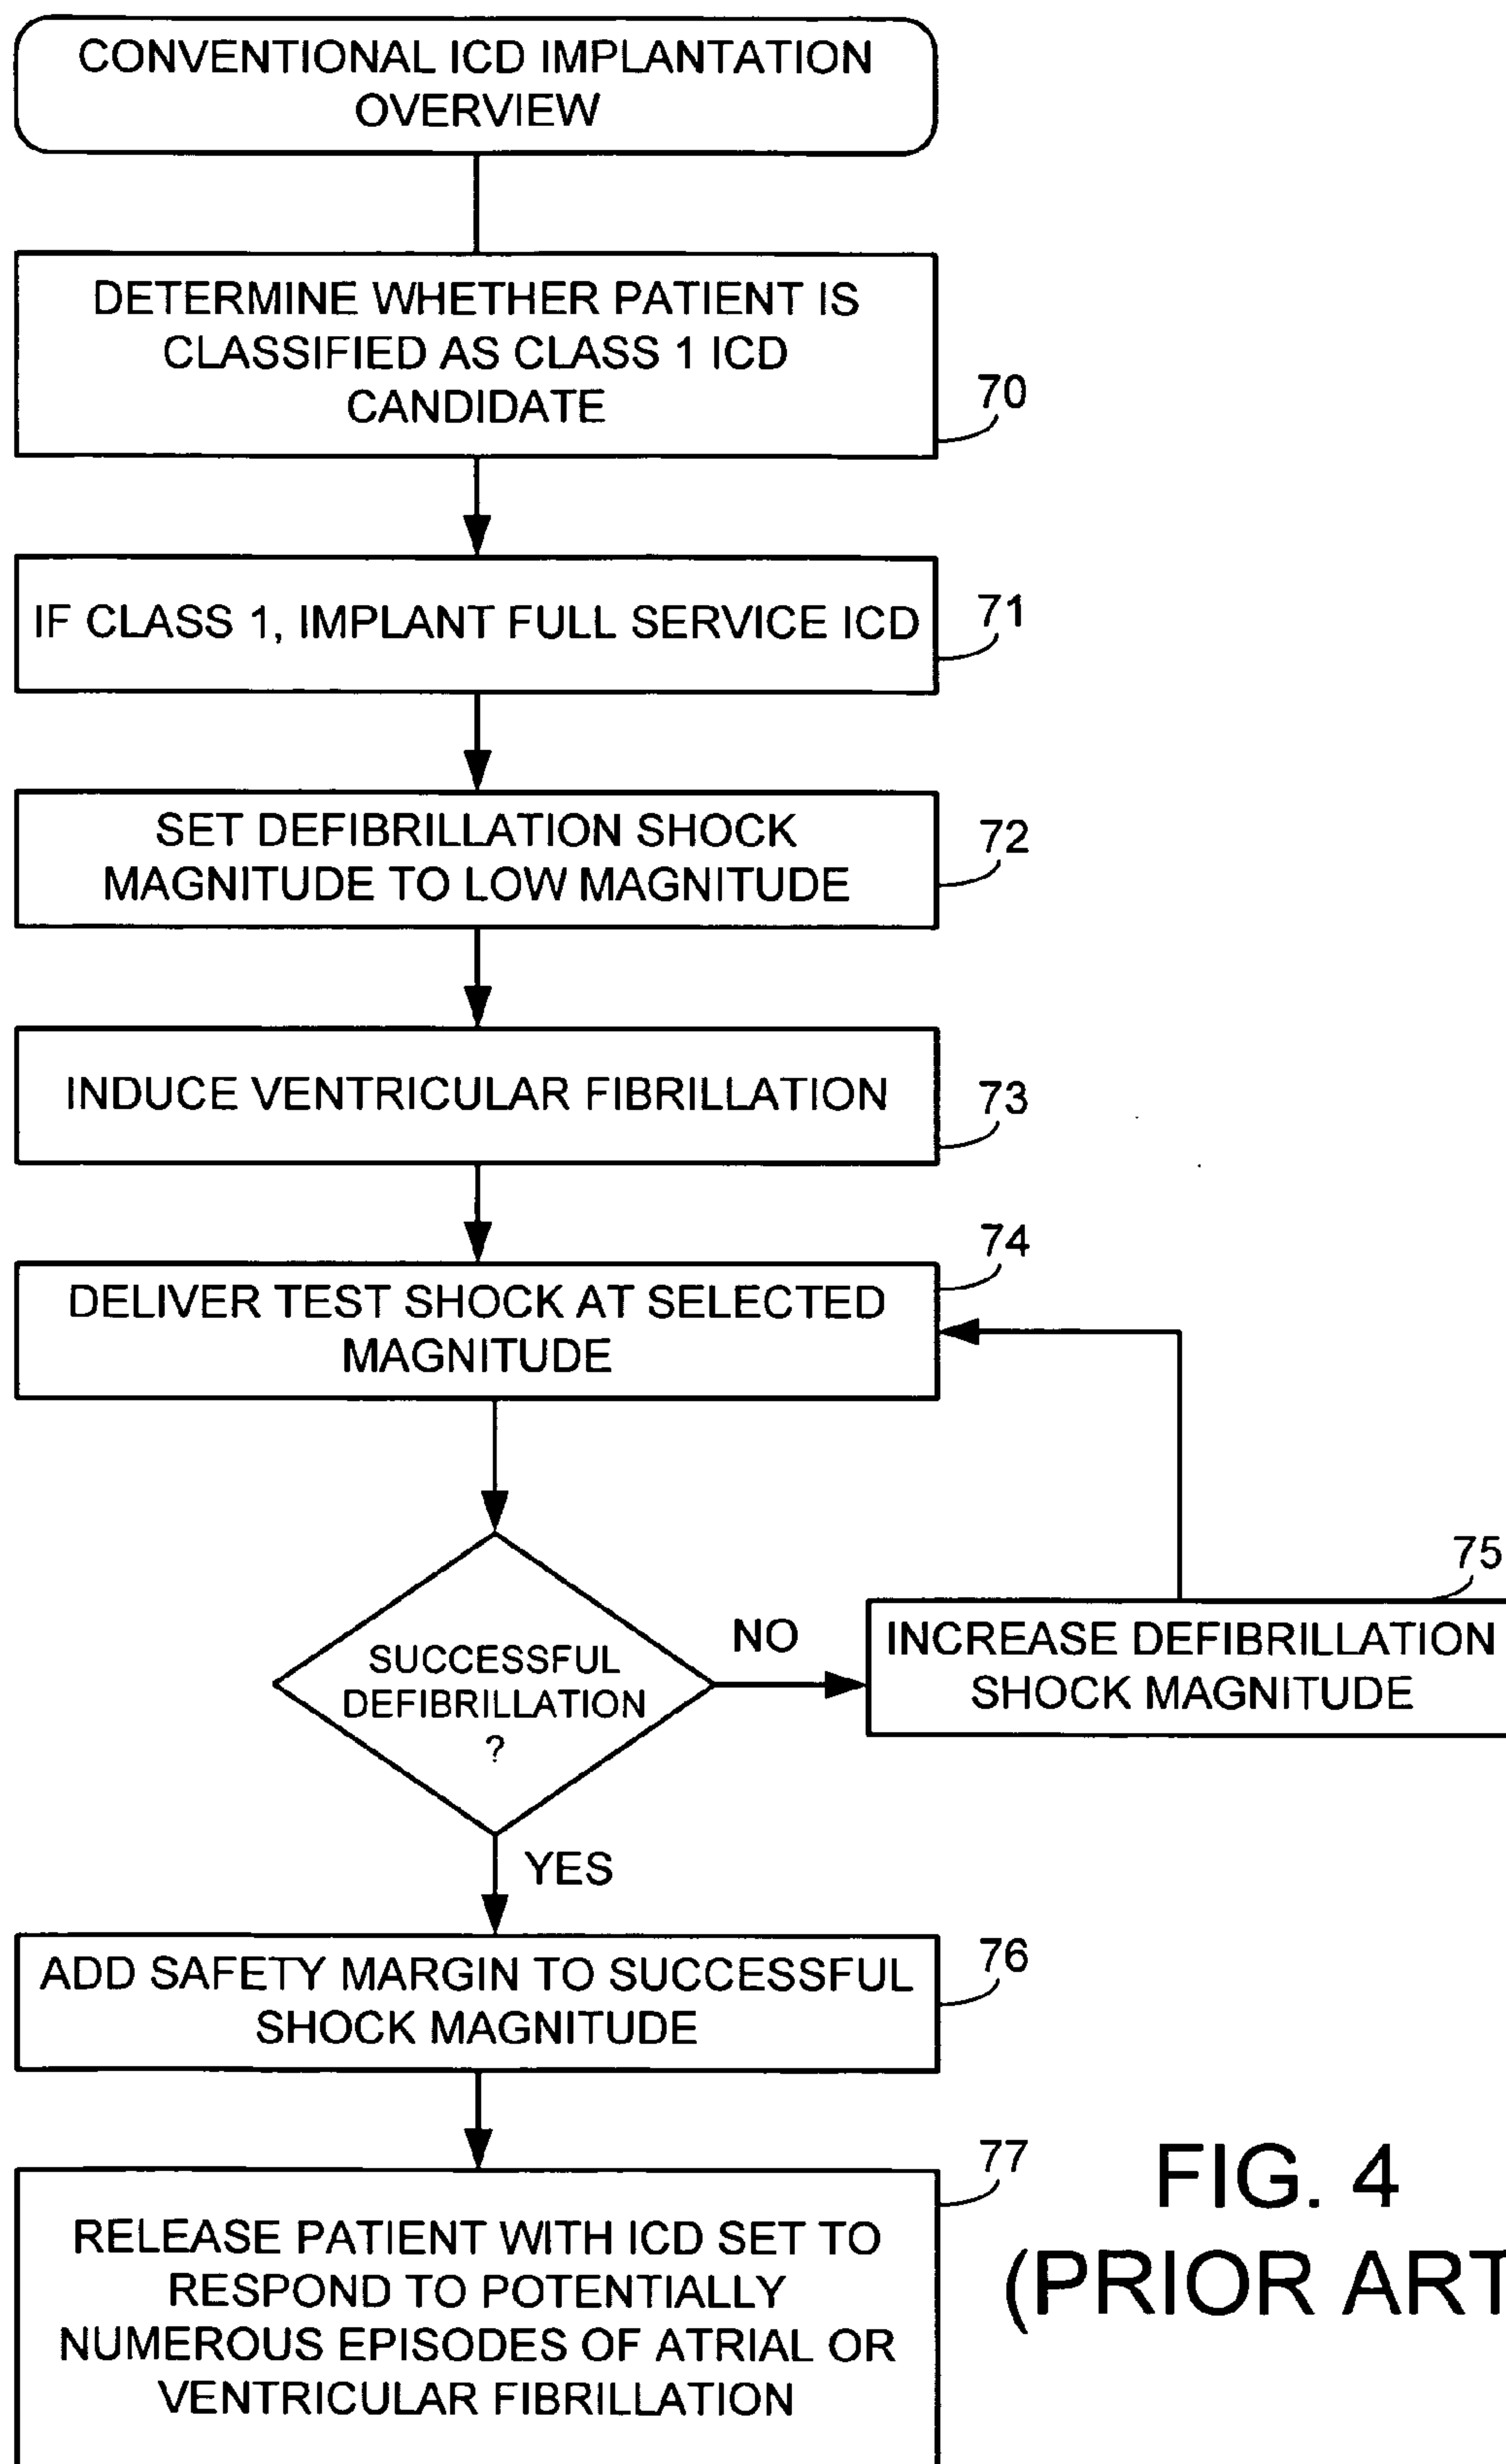 CONVENTIONAL ICD IMPLANTATION
OVERVIEW
DETERMINE WHETHER PATIENT IS
CLASSIFIED AS CLASS 1 ICD
CANDIDATE
70
IF CLASS 1, IMPLANT FULL SERVICE ICD
71
SET DEFIBRILLATION SHOCK
MAGNITUDE TO LOW MAGNITUDE
72
INDUCE VENTRICULAR FIBRILLATION
73
DELIVER TEST SHOCK AT SELECTED
MAGNITUDE
74
SUCCESSFUL
DEFIBRILLATION
?
NO
75
INCREASE DEFIBRILLATION
SHOCK MAGNITUDE
YES
ADD SAFETY MARGIN TO SUCCESSFUL
SHOCK MAGNITUDE
76
RELEASE PATIENT WITH ICD SET TO
RESPOND TO POTENTIALLY
NUMEROUS EPISODES OF ATRIAL OR
VENTRICULAR FIBRILLATION
77
FIG. 4
(PRIOR ART